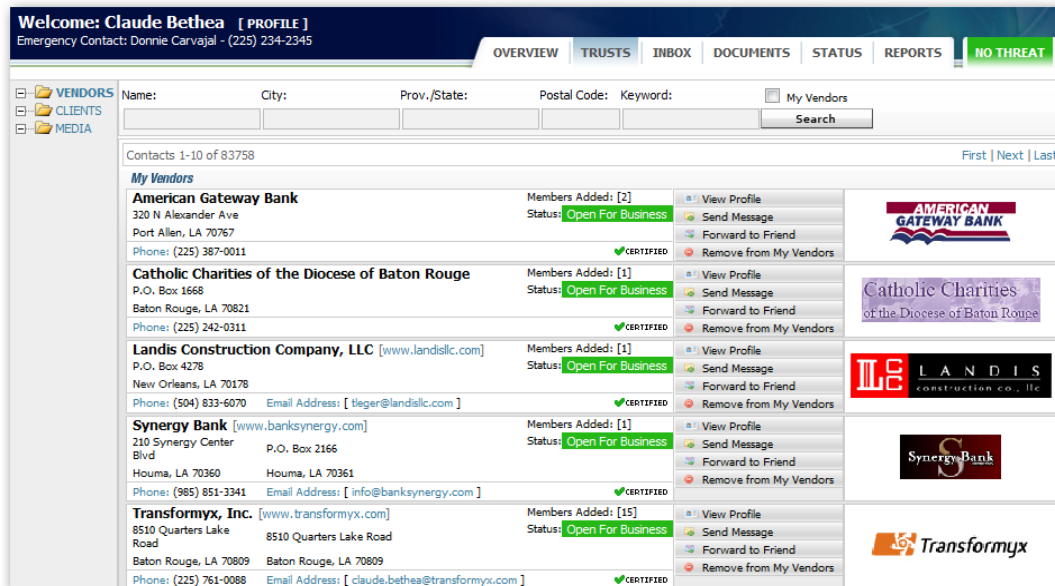 Welcome: Claude Bethea [ PROFILE ]
Emergency Contact: Donnie Carvajal - (225) 234-2345
OVERVIEW TRUSTS INBOX DOCUMENTS STATUS REPORTS NO THREAT
VENDORS
CLIENTS
MEDIA
Name: City: Prov./State: Postal Code: Keyword: My Vendors
Search
Contacts 1-10 of 83758 First | Next | Last
My Vendors
American Gateway Bank
320 N Alexander Ave
Port Allen, LA 70767
Phone: (225) 387-0011
Members Added: [2]
Status: Open For Business
CERTIFIED
View Profile
Send Message
Forward to Friend
Remove from My Vendors
AMERICAN
GATEWAY BANK
Catholic Charities of the Diocese of Baton Rouge
P.O. Box 1668
Baton Rouge, LA 70821
Phone: (225) 242-0311
Members Added: [1]
Status: Open For Business
CERTIFIED
View Profile
Send Message
Forward to Friend
Remove from My Vendors
Catholic Charities
of the Diocese of Baton Rouge
Landis Construction Company, LLC [www.landisllc.com]
P.O. Box 4278
New Orleans, LA 70178
Phone: (504) 833-6070 Email Address: [ tleger@landisllc.com ]
Members Added: [1]
Status: Open For Business
CERTIFIED
View Profile
Send Message
Forward to Friend
Remove from My Vendors
LCC
LANDIS
construction co., llc
Synergy Bank [www.banksynergy.com]
210 Synergy Center
Blvd
P.O. Box 2166
Houma, LA 70360 Houma, LA 70361
Phone: (985) 851-3341 Email Address: [ info@banksynergy.com ]
Members Added: [1]
Status: Open For Business
CERTIFIED
View Profile
Send Message
Forward to Friend
Remove from My Vendors
S
Synergy Bank
Transformyx, Inc. [www.transformyx.com]
8510 Quarters Lake
Road
8510 Quarters Lake Road
Baton Rouge, LA 70809 Baton Rouge, LA 70809
Phone: (225) 761-0088 Email Address: [ claude.bethea@transformyx.com ]
Members Added: [15]
Status: Open For Business
CERTIFIED
View Profile
Send Message
Forward to Friend
Remove from My Vendors
Transformyx